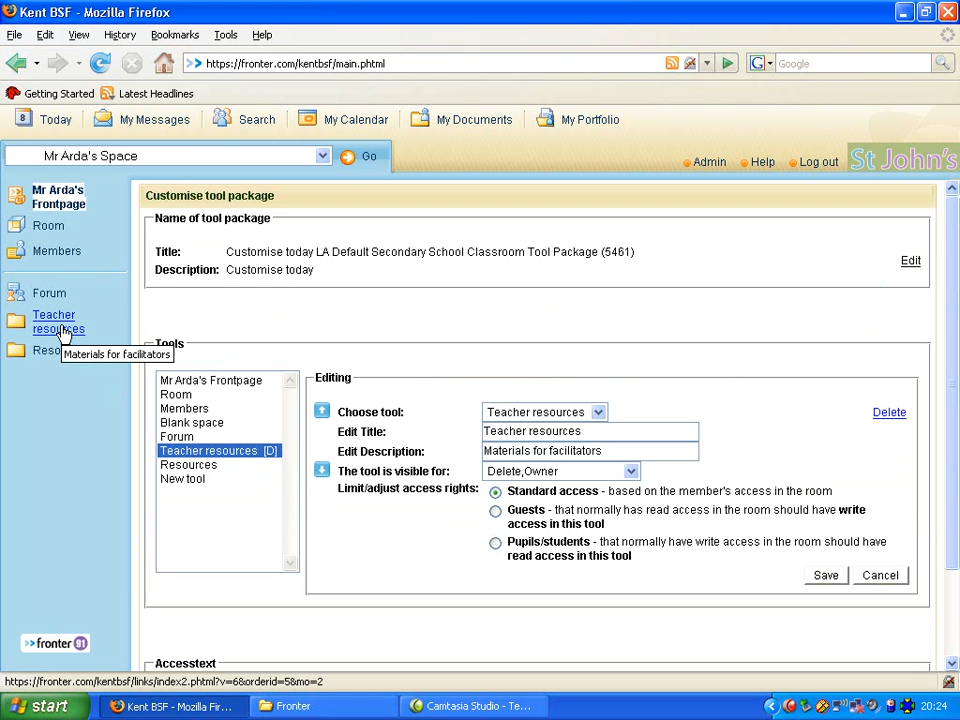 Kent BSF - Mozilla Firefox
File Edit View History Bookmarks Tools Help
https://fronter.com/kentbsf/main.phtml
G Google
Getting Started Latest Headlines
8 Today My Messages Search My Calendar My Documents My Portfolio
Mr Arda's Space Go
Admin Help Log out St John's
Mr Arda's
Frontpage
Room
Members
Forum
Teacher
resources
Materials for facilitators
Customise tool package
Name of tool package
Title: Customise today LA Default Secondary School Classroom Tool Package (5461)
Description: Customise today
Edit
Tools
Mr Arda's Frontpage
Room
Members
Blank space
Forum
Teacher resources [D]
Resources
New tool
Editing
Choose tool: Teacher resources Delete
Edit Title: Teacher resources
Edit Description: Materials for facilitators
The tool is visible for: Delete,Owner
Limit/adjust access rights: Standard access - based on the member's access in the room
Guests - that normally has read access in the room should have write
access in this tool
Pupils/students - that normally have write access in the room should have
read access in this tool
Save Cancel
Accesstext
>>fronter 91
https://fronter.com/kentbsf/links/index2.phtml?v=6&orderid=5&mo=2
start Kent BSF - Mozilla Fir... Fronter Camtasia Studio - Te... 20:24